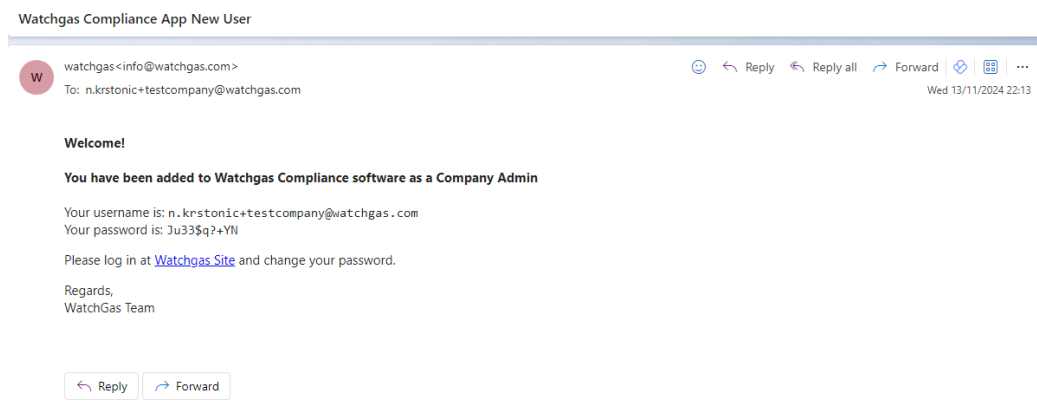 Watchgas Compliance App New User
W
watchgas<info@watchgas.com>
Reply
Reply all
Forward
To: n.krstonic+testcompany@watchgas.com
Wed 13/11/2024 22:13
Welcome!
You have been added to Watchgas Compliance software as a Company Admin
Your username is: n.krstonic+testcompany@watchgas.com
Your password is: Ju33$q?+YN
Please log in at Watchgas Site and change your password.
Regards,
WatchGas Team
Reply
Forward